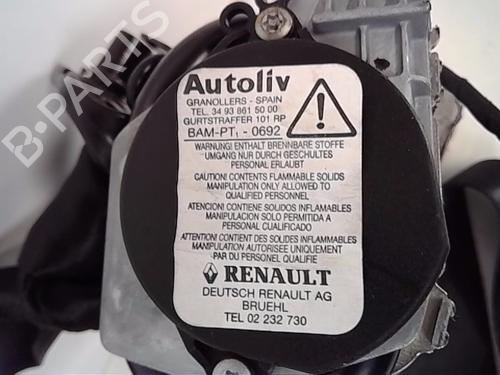 Autoliv
GRANOLLERS - SPAIN
TEL. 34 93 861 50 00
GURTSTRAFFER 101 RP
BAM-PT₁ - 0692
WARNUNG! ENTHÄLT BRENNBARE STOFFE
UMGANG NUR DURCH GESCHULTES
PERSONAL ERLAUBT
CAUTION! CONTENTS FLAMMABLE SOLIDS
MANIPULATION ONLY ALLOWED TO
QUALIFIED PERSONNEL
ATENCION! CONTIENE SOLIDOS INFLAMABLES
MANIPULACION SOLO PERMITIDA A
PERSONAL CUALIFICADO
ATTENTION! CONTIENT DES SOLIDES INFLAMMABLES
MANIPULATION AUTORISEE UNIQUEMENT
PAR DU PERSONEL QUALIFIE
RENAULT
DEUTSCH RENAULT AG
BRUEHL
TEL 02 232 730
B-PARTS